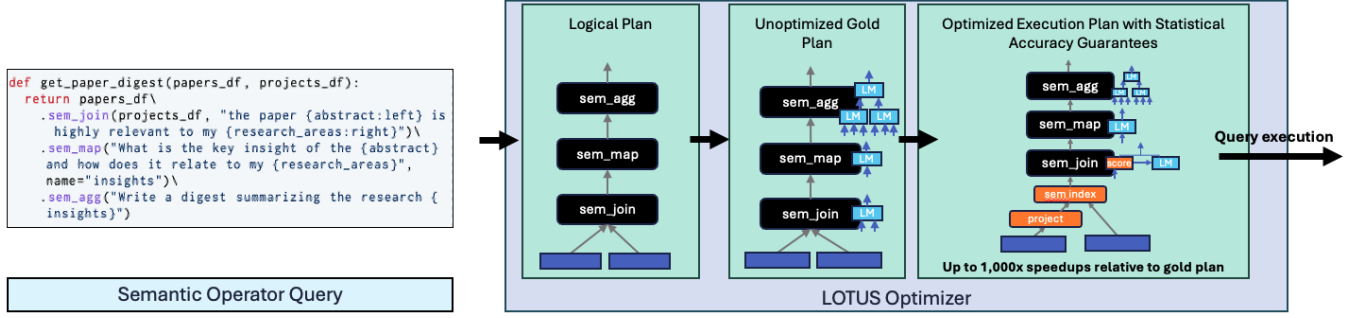 def get_paper_digest(papers_df, projects_df):
return papers_df\
.sem_join(projects_df, "the paper {abstract:left} is
highly relevant to my {research_areas:right}")\
.sem_map("What is the key insight of the {abstract}
and how does it relate to my {research_areas}",
name="insights")\
.sem_agg("Write a digest summarizing the research {
insights}")
Semantic Operator Query
Logical Plan
sem_agg
sem_map
sem_join
Unoptimized Gold
Plan
LM
sem_agg
LM LM
sem_map
LM
sem_join
LM
Optimized Execution Plan with Statistical
Accuracy Guarantees
LM
sem_agg
LM LM
sem_map
LM
sem_join
score
LM
sem index
project
Up to 1,000x speedups relative to gold plan
LOTUS Optimizer
Query execution